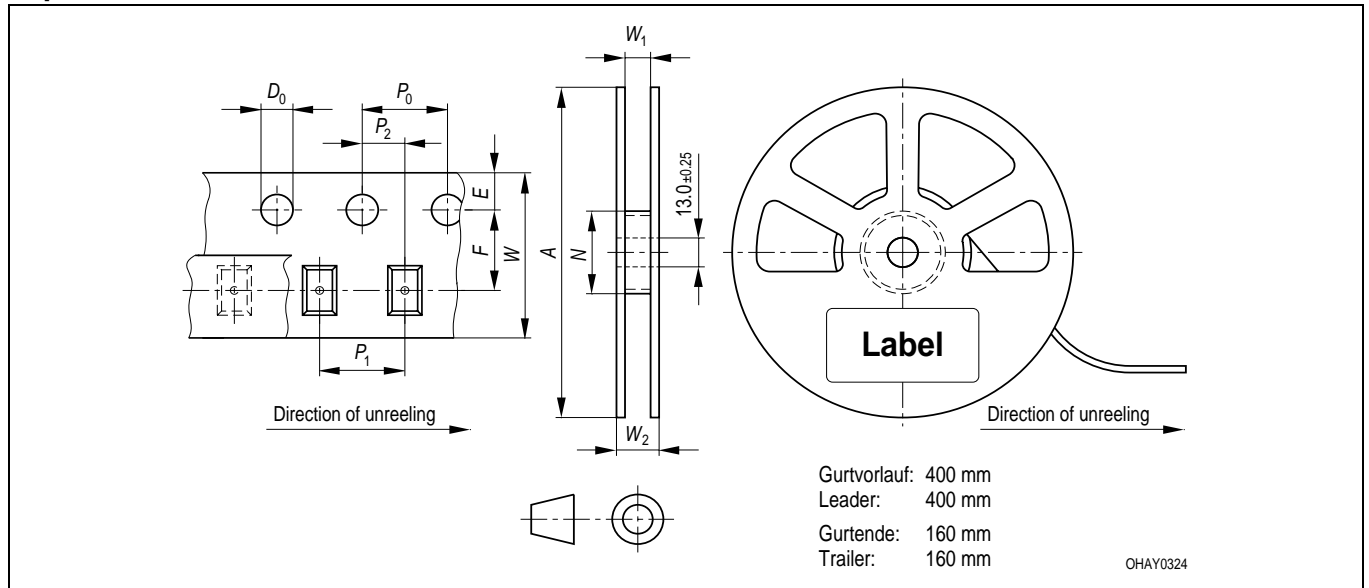 W₁
D₀
P₀
P₂
E
F
W
A
N
13.0 ±0.25
Label
P₁
Direction of unreeling
W₂
Direction of unreeling
Gurtvorlauf: 400 mm
Leader: 400 mm
Gurtende: 160 mm
Trailer: 160 mm
OHAY0324